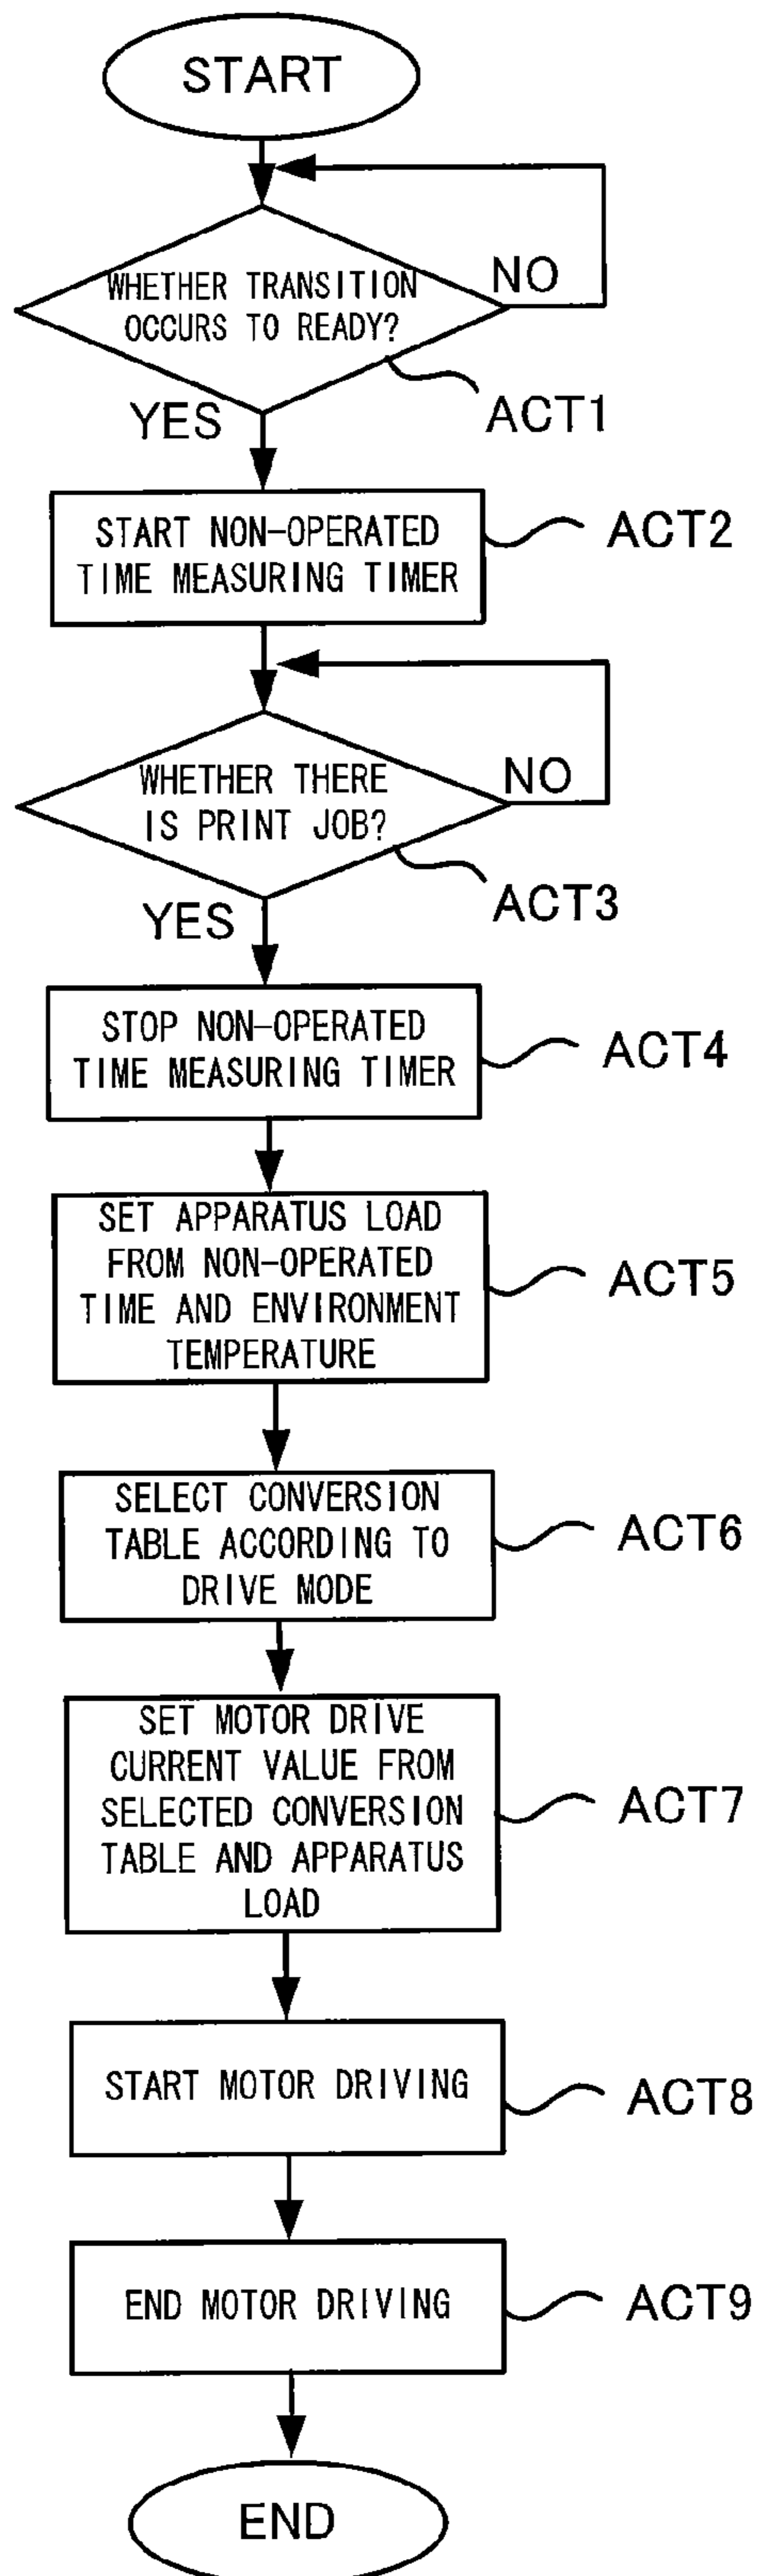 START
WHETHER TRANSITION
OCCURS TO READY?
NO
YES
ACT1
START NON-OPERATED
TIME MEASURING TIMER
ACT2
WHETHER THERE
IS PRINT JOB?
NO
YES
ACT3
STOP NON-OPERATED
TIME MEASURING TIMER
ACT4
SET APPARATUS LOAD
FROM NON-OPERATED
TIME AND ENVIRONMENT
TEMPERATURE
ACT5
SELECT CONVERSION
TABLE ACCORDING TO
DRIVE MODE
ACT6
SET MOTOR DRIVE
CURRENT VALUE FROM
SELECTED CONVERSION
TABLE AND APPARATUS
LOAD
ACT7
START MOTOR DRIVING
ACT8
END MOTOR DRIVING
ACT9
END